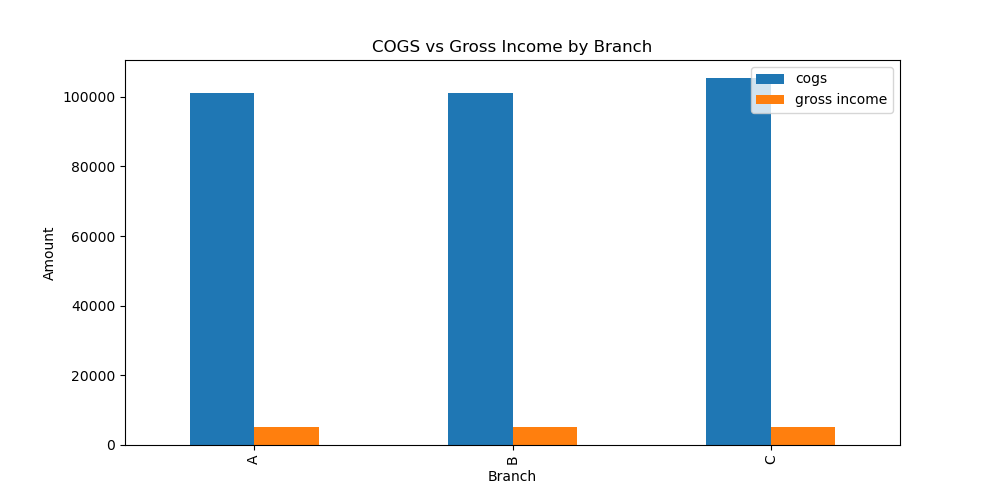 COGS vs Gross Income by Branch
cogs
gross income
100000
80000
60000
40000
20000
0
Amount
A
B
C
Branch